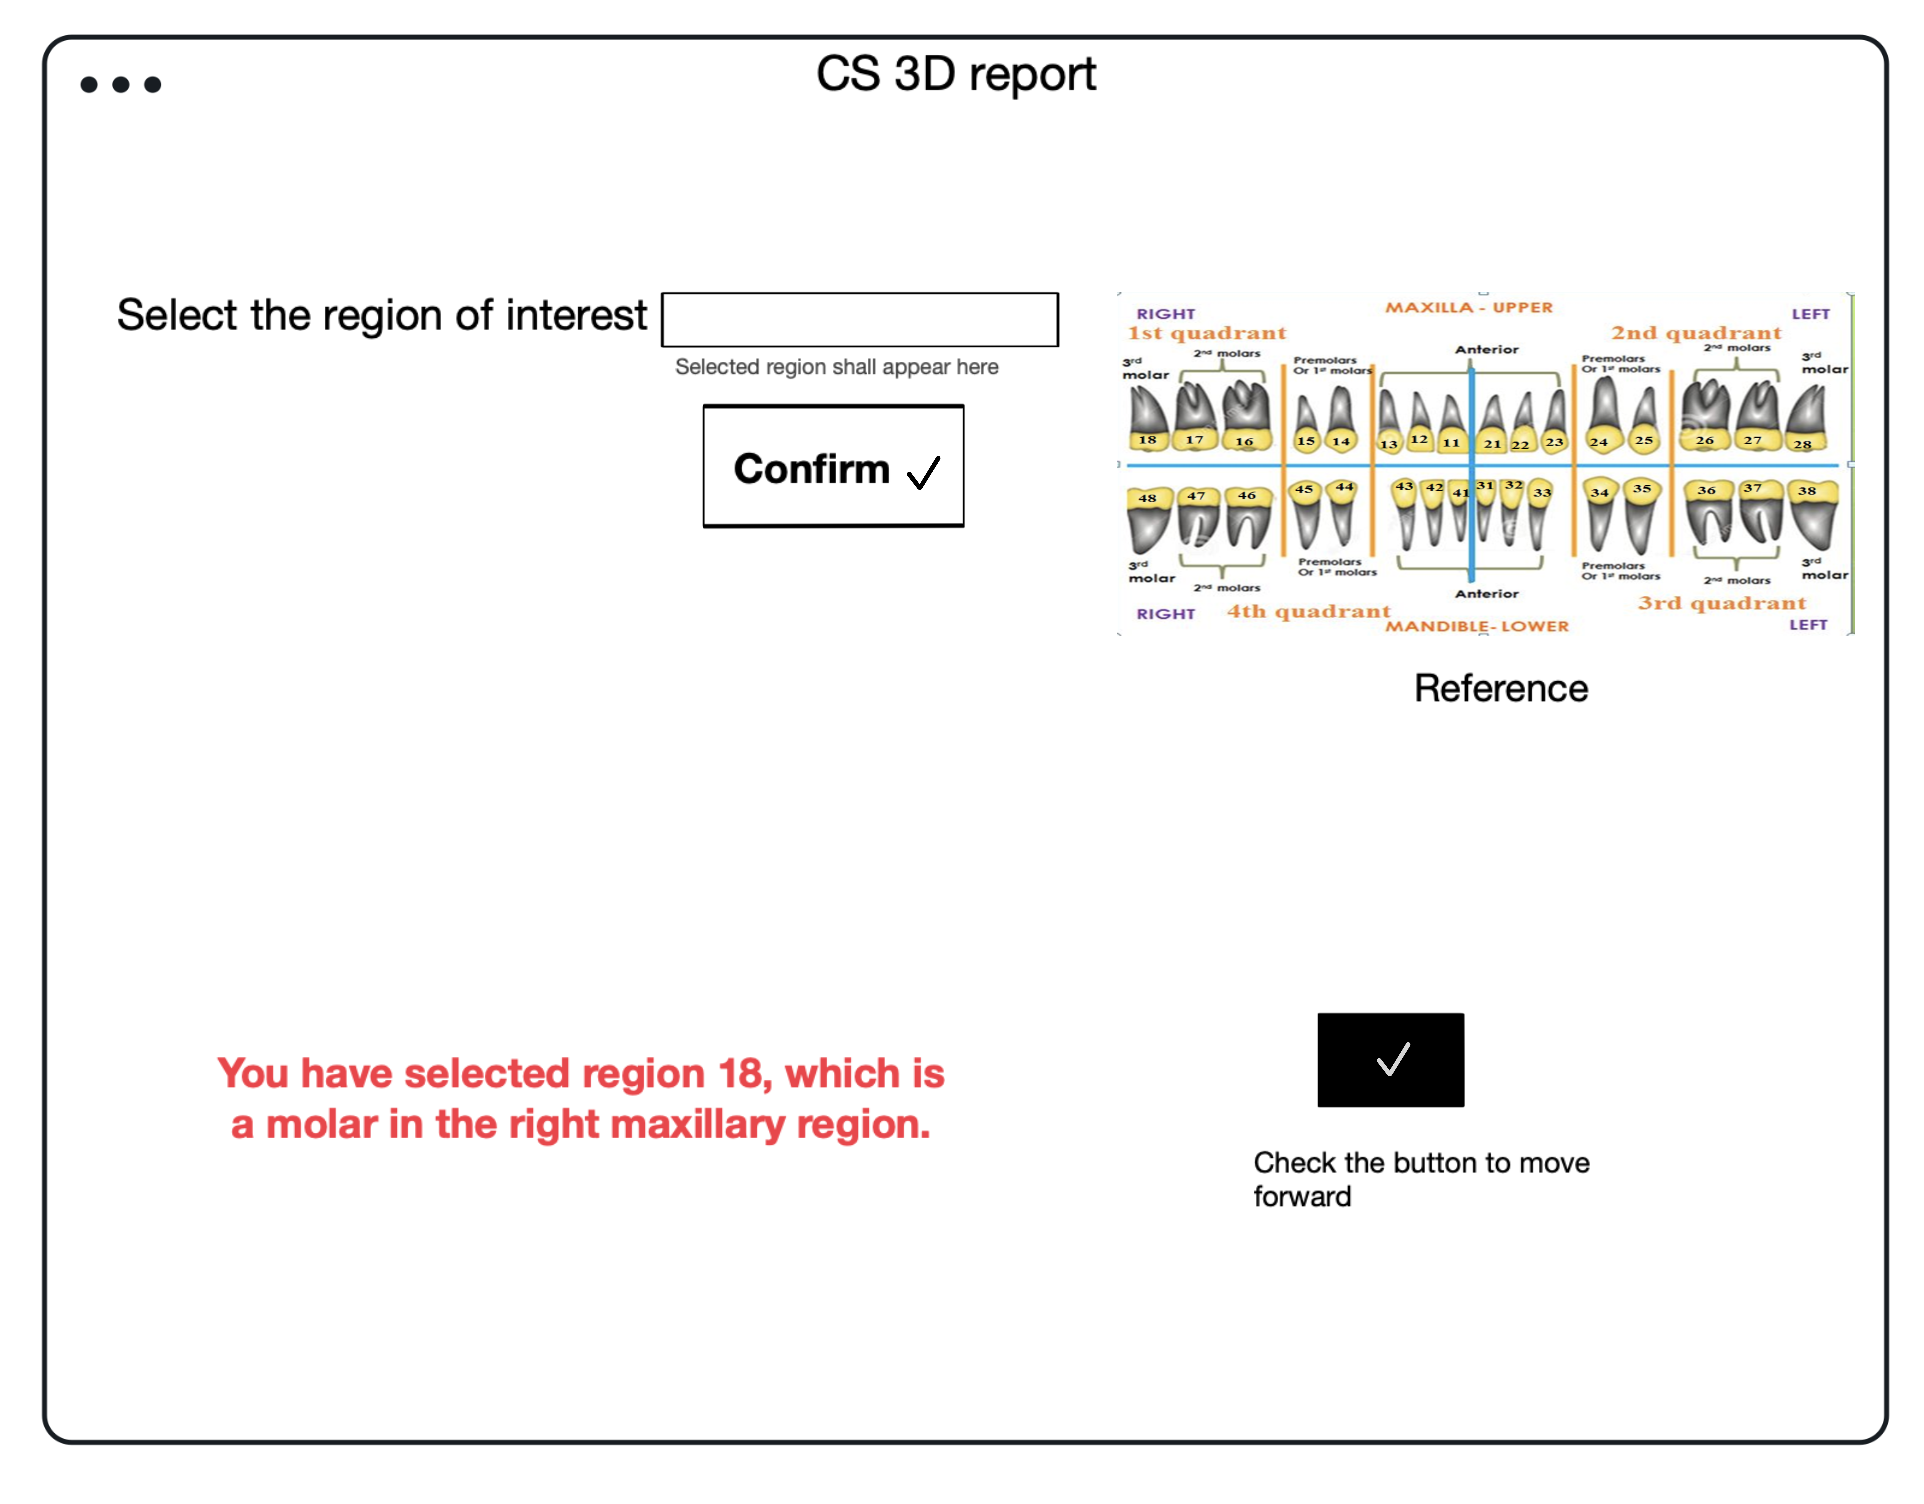 CS 3D report
Select the region of interest
Selected region shall appear here
Confirm ✓
RIGHT
MAXILLA - UPPER
LEFT
1st quadrant
2nd quadrant
3rd
molar
2nd molars
Premolars
Or 1st molars
Anterior
Premolars
Or 1st molars
2nd molars
3rd
molar
18 17 16 15 14 13 12 11 21 22 23 24 25 26 27 28
48 47 46 45 44 43 42 41 31 32 33 34 35 36 37 38
3rd
molar
2nd molars
Premolars
Or 1st molars
Anterior
Premolars
Or 1st molars
2nd molars
3rd
molar
RIGHT
4th quadrant
MANDIBLE- LOWER
3rd quadrant
LEFT
Reference
You have selected region 18, which is
a molar in the right maxillary region.
✓
Check the button to move
forward